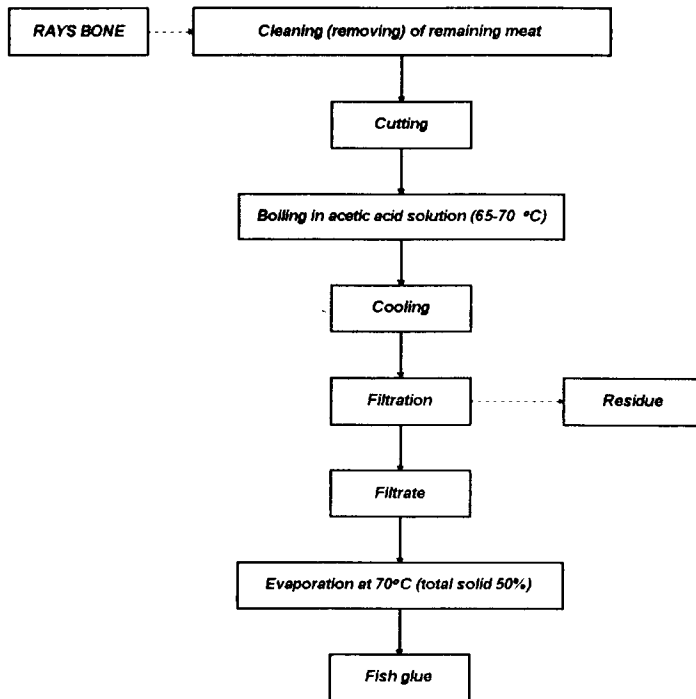 RAYS BONE
Cleaning (removing) of remaining meat
Cutting
Boiling in acetic acid solution (65-70 °C)
Cooling
Filtration
Residue
Filtrate
Evaporation at 70°C (total solid 50%)
Fish glue